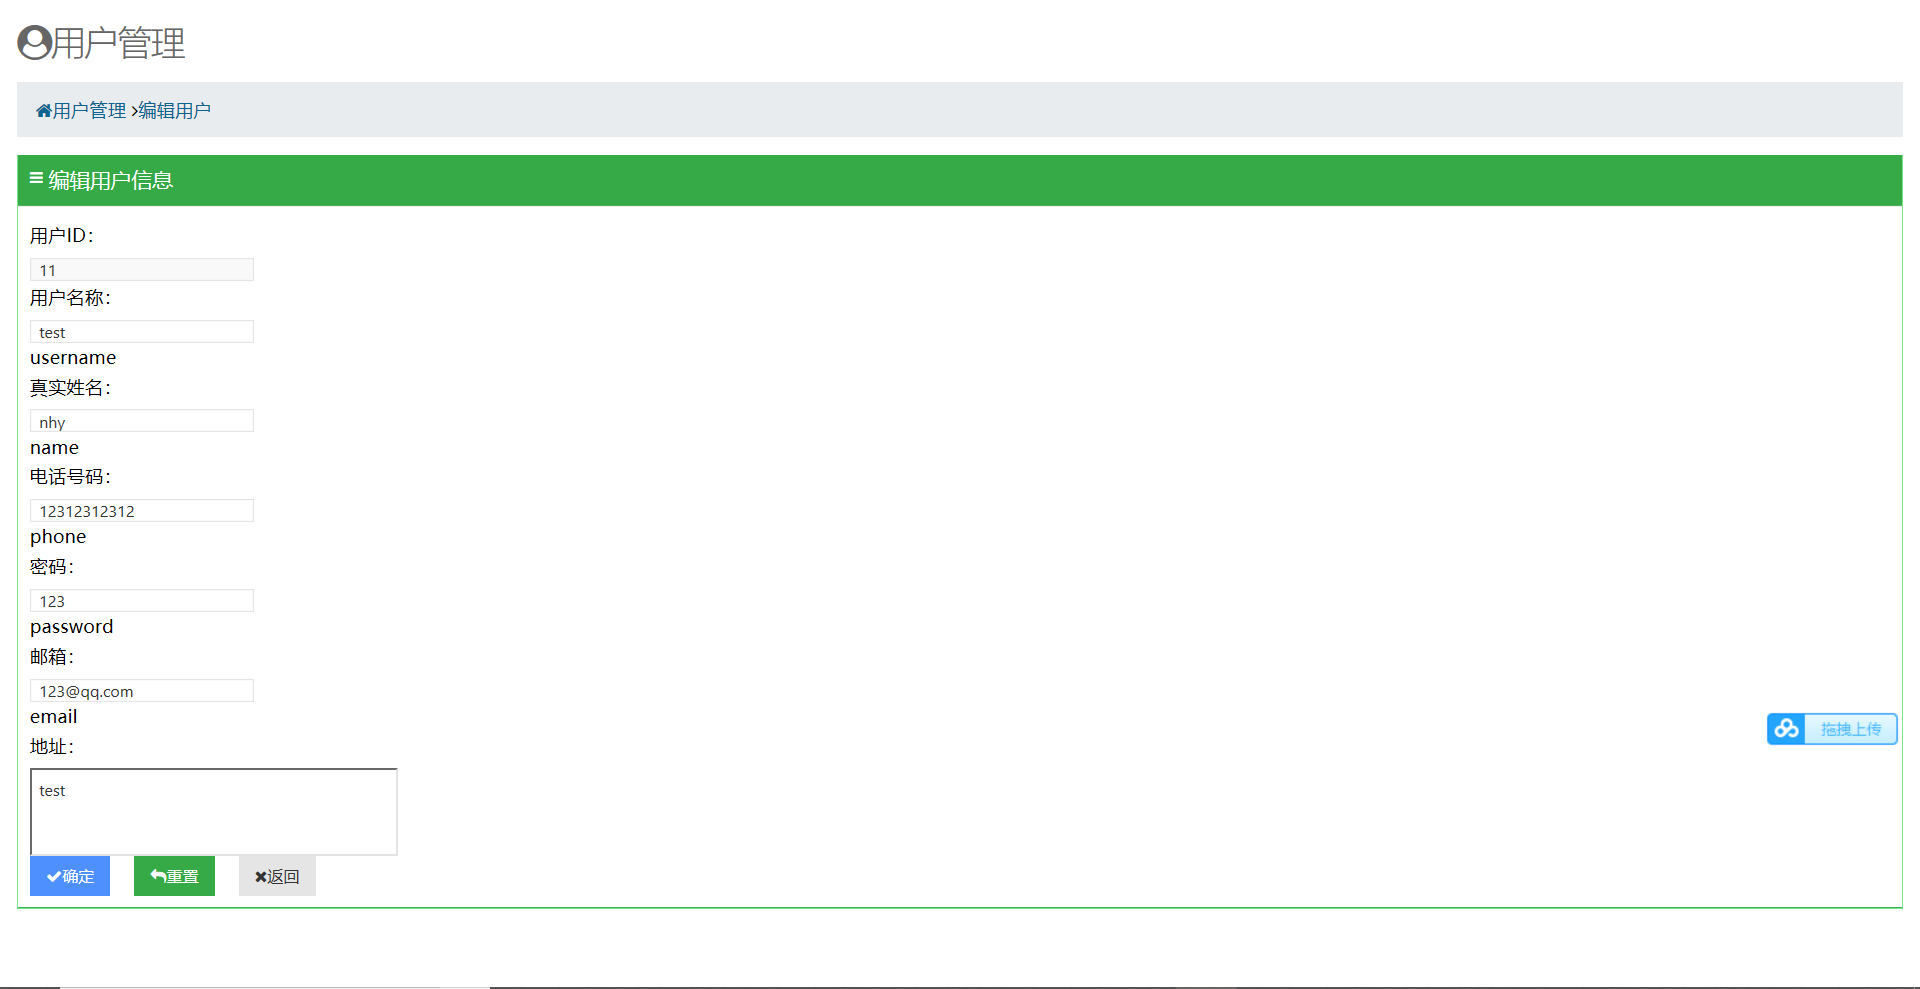 用户管理
用户管理 ›编辑用户
编辑用户信息
用户ID：
11
用户名称：
test
username
真实姓名：
nhy
name
电话号码：
12312312312
phone
密码：
123
password
邮箱：
123@qq.com
email
拖拽上传
地址：
test
确定 重置 返回